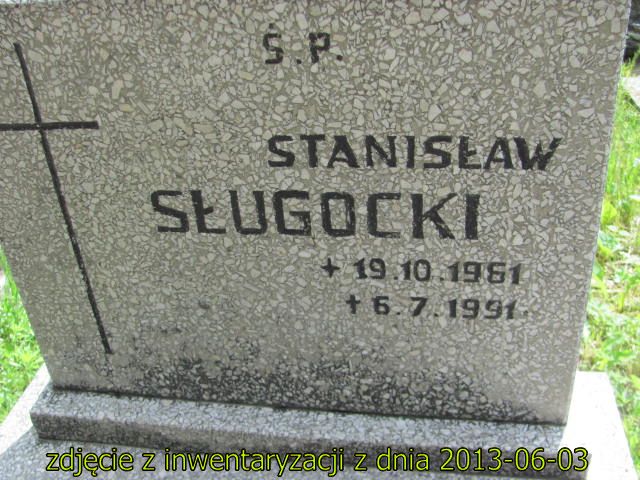 Ś.P.
STANISŁAW
SŁUGOCKI
+ 19.10.1961
+ 6.7.1991.
zdjęcie z inwentaryzacji z dnia 2013-06-03